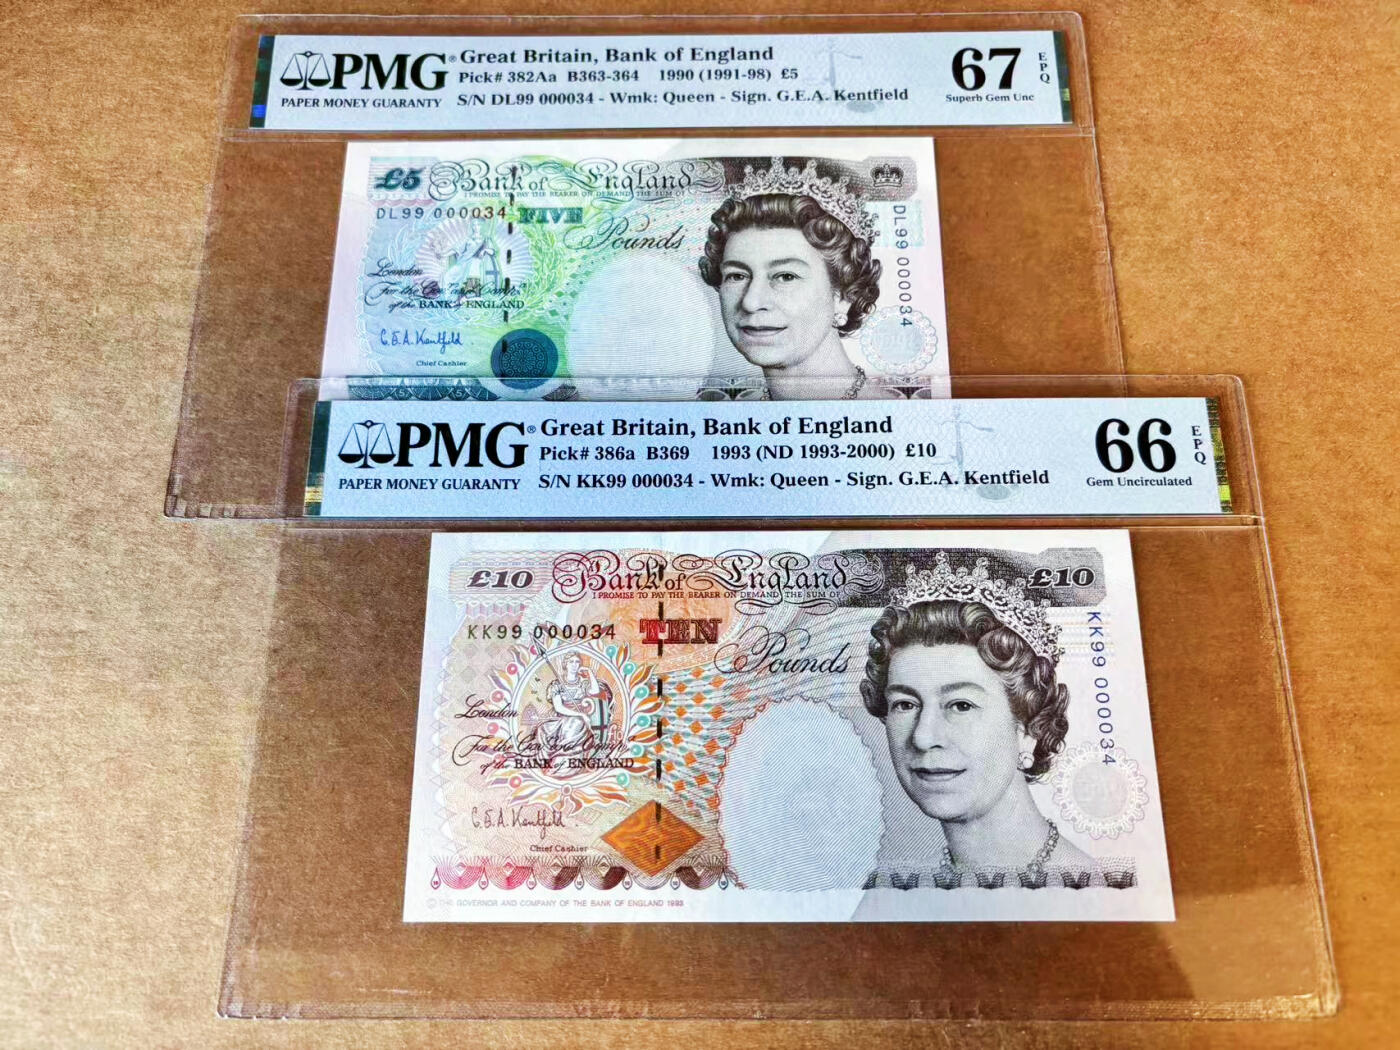 PMG®
PAPER MONEY GUARANTY
Great Britain, Bank of England
Pick# 382Aa B363-364 1990 (1991-98) £5
S/N DL99 000034 - Wmk: Queen - Sign. G.E.A. Kentfield
67
EPQ
Superb Gem Unc
£5
Bank of England
I PROMISE TO PAY THE BEARER ON DEMAND THE SUM OF
DL99 000034
FIVE
Pounds
DL99 000034
London
For the Gov.r and Comp.a
of the BANK of ENGLAND
G.E.A. Kentfield
Chief Cashier
PMG®
PAPER MONEY GUARANTY
Great Britain, Bank of England
Pick# 386a B369 1993 (ND 1993-2000) £10
S/N KK99 000034 - Wmk: Queen - Sign. G.E.A. Kentfield
66
EPQ
Gem Uncirculated
£10
Bank of England
£10
I PROMISE TO PAY THE BEARER ON DEMAND THE SUM OF
KK99 000034
TEN
Pounds
KK99 000034
London
For the Gov.r and Comp.a
of the BANK of ENGLAND
G.E.A. Kentfield
Chief Cashier
© THE GOVERNOR AND COMPANY OF THE BANK OF ENGLAND 1993